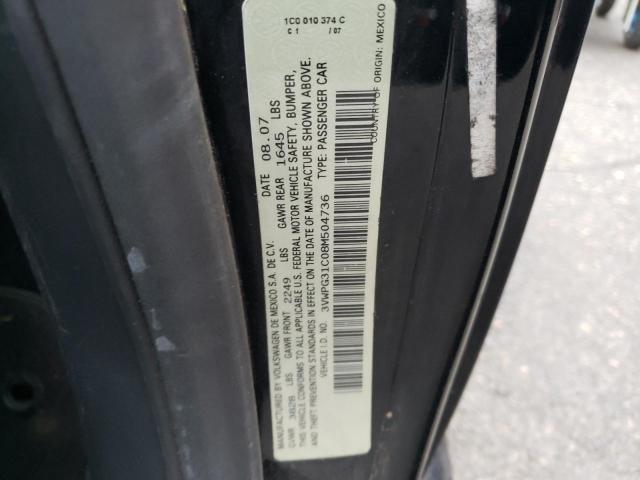 1C0 010 374 C
C 1 /07
MANUFACTURED BY VOLKSWAGEN DE MEXICO S.A. DE C.V. DATE 08.07
GVWR 3828 LBS GAWR FRONT 2249 LBS GAWR REAR 1645 LBS
THIS VEHICLE CONFORMS TO ALL APPLICABLE U.S. FEDERAL MOTOR VEHICLE SAFETY, BUMPER,
AND THEFT PREVENTION STANDARDS IN EFFECT ON THE DATE OF MANUFACTURE SHOWN ABOVE.
VEHICLE I.D. NO. 3VWPG31C08M504736 TYPE: PASSENGER CAR
COUNTRY OF ORIGIN: MEXICO